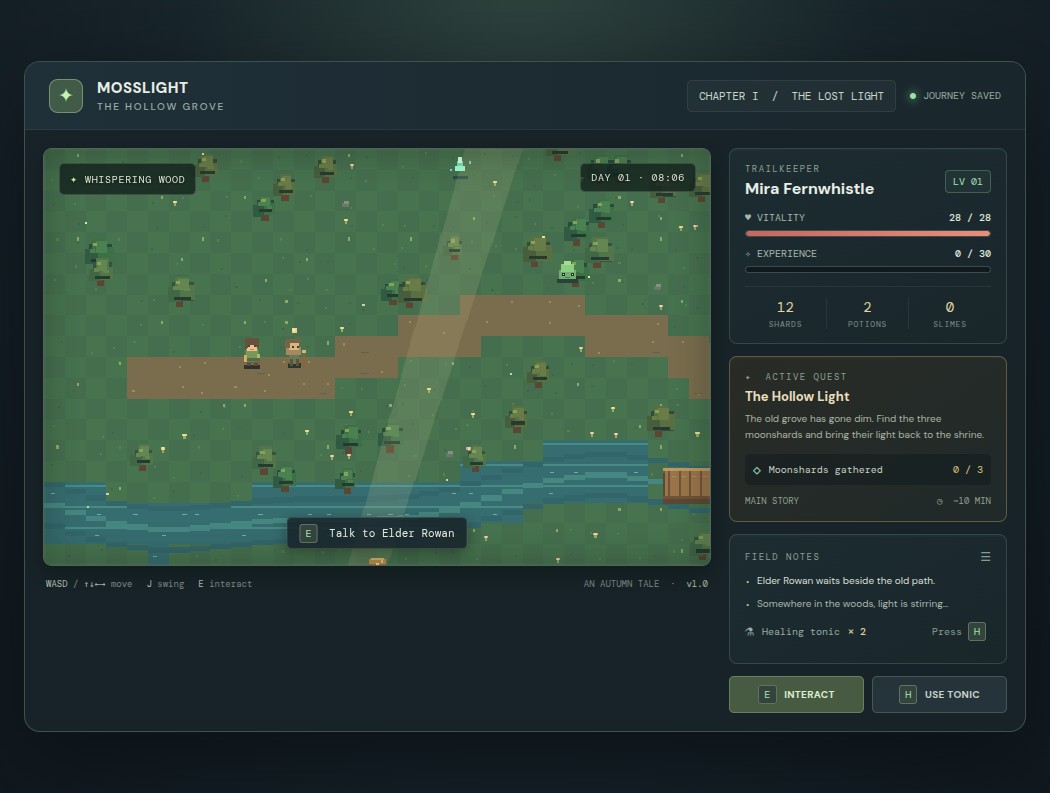 ✦ MOSSLIGHT
THE HOLLOW GROVE
CHAPTER I / THE LOST LIGHT
JOURNEY SAVED
✦ WHISPERING WOOD
DAY 01 · 08:06
E Talk to Elder Rowan
WASD / ↑↓←→ move J swing E interact
AN AUTUMN TALE · v1.0
TRAILKEEPER
Mira Fernwhistle
LV 01
♥ VITALITY 28 / 28
✧ EXPERIENCE 0 / 30
12 2 0
SHARDS POTIONS SLIMES
✦ ACTIVE QUEST
The Hollow Light
The old grove has gone dim. Find the three
moonshards and bring their light back to the shrine.
◇ Moonshards gathered 0 / 3
MAIN STORY ◷ ~10 MIN
FIELD NOTES ☰
• Elder Rowan waits beside the old path.
• Somewhere in the woods, light is stirring…
⚗ Healing tonic × 2 Press H
E INTERACT H USE TONIC